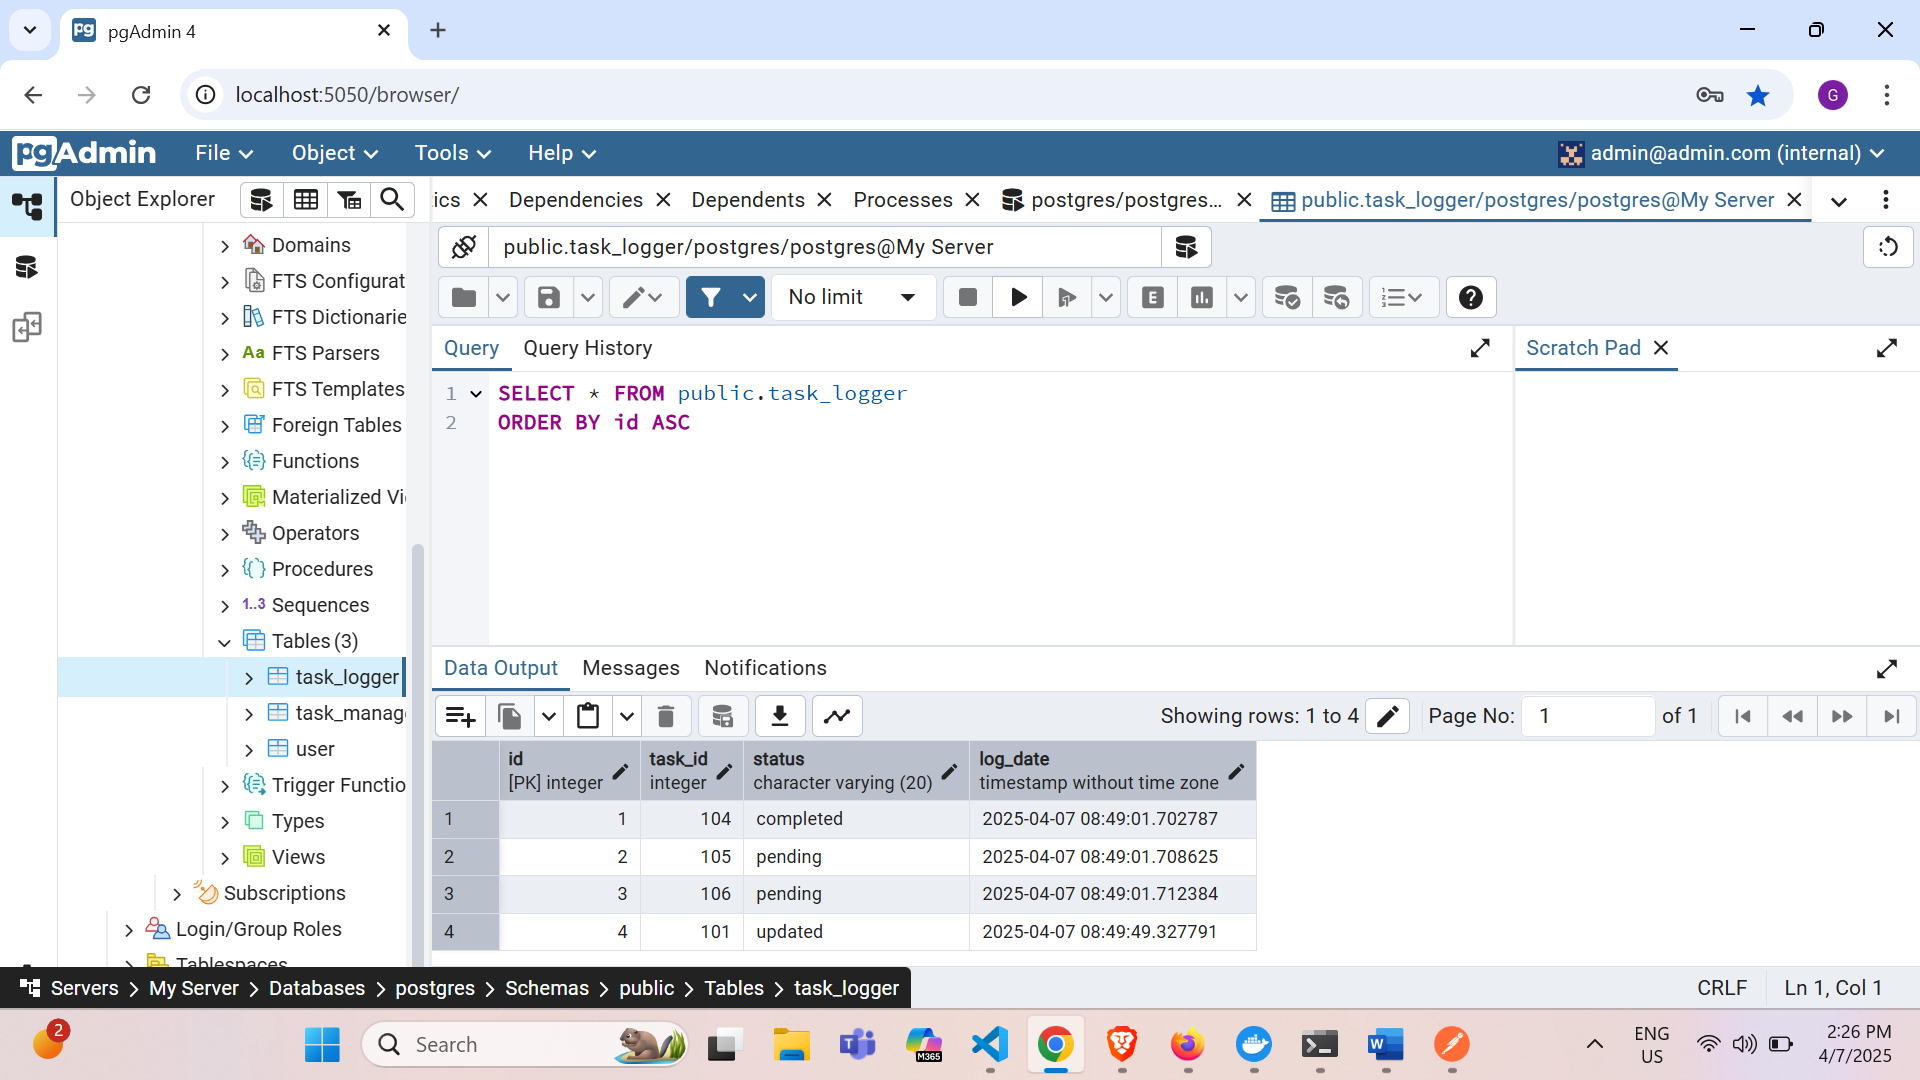 pgAdmin 4
localhost:5050/browser/
G
pgAdmin File Object Tools Help admin@admin.com (internal)
Object Explorer
ics Dependencies Dependents Processes postgres/postgres... public.task_logger/postgres/postgres@My Server
Domains
FTS Configurat
FTS Dictionarie
Aa FTS Parsers
FTS Templates
Foreign Tables
Functions
Materialized Vi
Operators
Procedures
1..3 Sequences
Tables (3)
task_logger
task_manag
user
Trigger Functio
Types
Views
Subscriptions
Login/Group Roles
Tablespaces
public.task_logger/postgres/postgres@My Server
No limit
E
Query Query History
Scratch Pad
1 SELECT * FROM public.task_logger
2 ORDER BY id ASC
Data Output Messages Notifications
Showing rows: 1 to 4 Page No: 1 of 1
id task_id status log_date
[PK] integer integer character varying (20) timestamp without time zone
1 1 104 completed 2025-04-07 08:49:01.702787
2 2 105 pending 2025-04-07 08:49:01.708625
3 3 106 pending 2025-04-07 08:49:01.712384
4 4 101 updated 2025-04-07 08:49:49.327791
Servers > My Server > Databases > postgres > Schemas > public > Tables > task_logger
CRLF Ln 1, Col 1
2
Search
M365
ENG
US
2:26 PM
4/7/2025